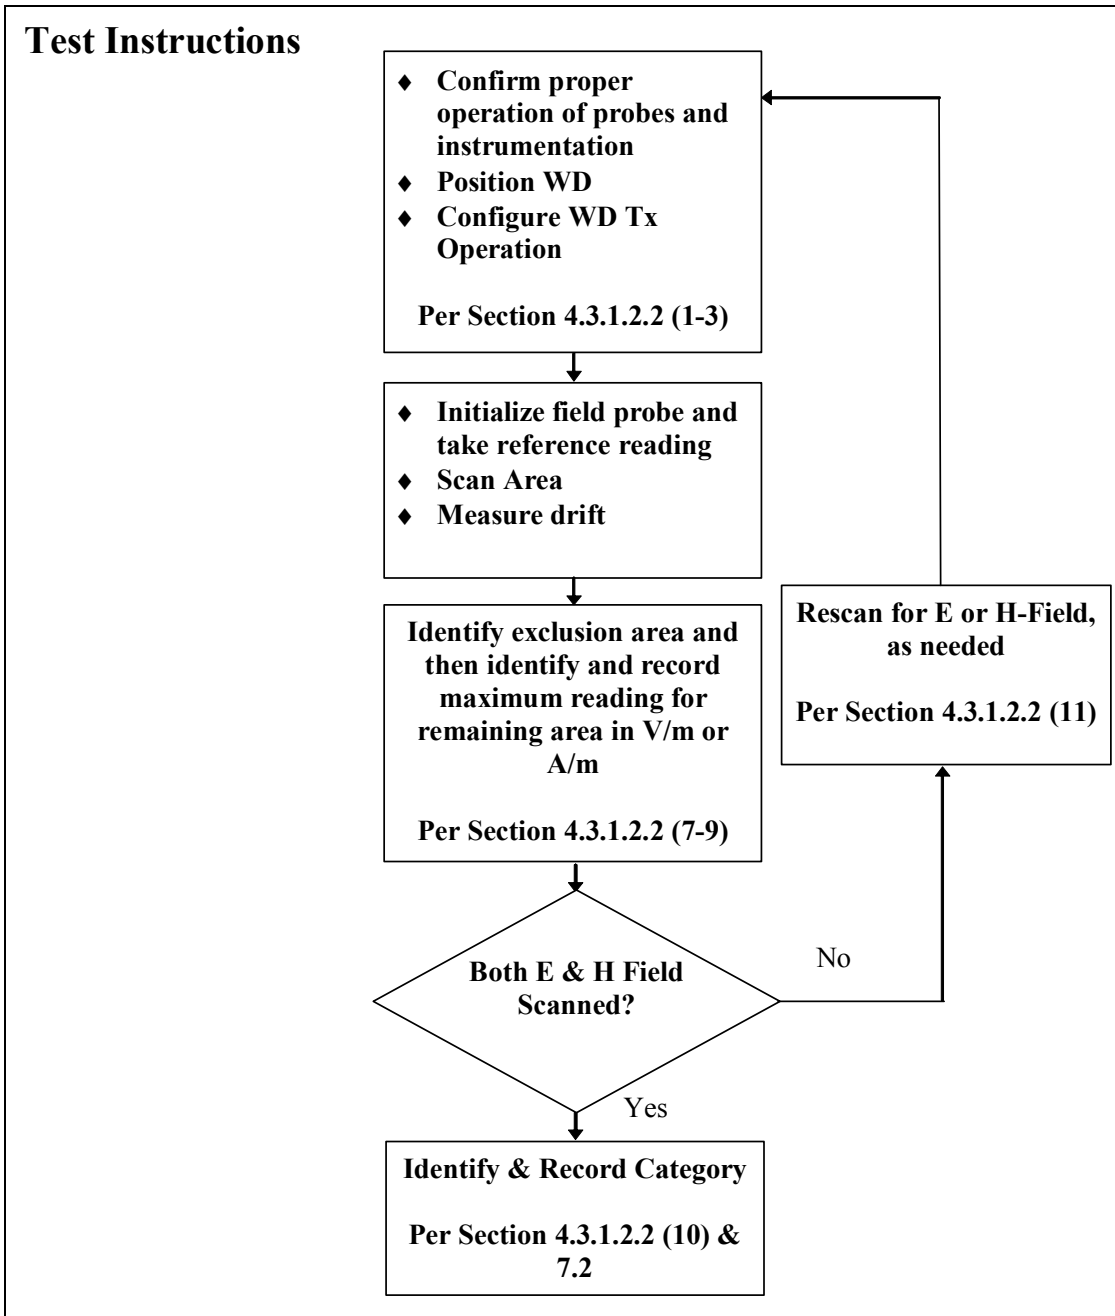 Test Instructions
♦ Confirm proper
operation of probes and
instrumentation
♦ Position WD
♦ Configure WD Tx
Operation
Per Section 4.3.1.2.2 (1-3)
♦ Initialize field probe and
take reference reading
♦ Scan Area
♦ Measure drift
Identify exclusion area and
then identify and record
maximum reading for
remaining area in V/m or
A/m
Per Section 4.3.1.2.2 (7-9)
Rescan for E or H-Field,
as needed
Per Section 4.3.1.2.2 (11)
Both E & H Field
Scanned?
No
Yes
Identify & Record Category
Per Section 4.3.1.2.2 (10) &
7.2